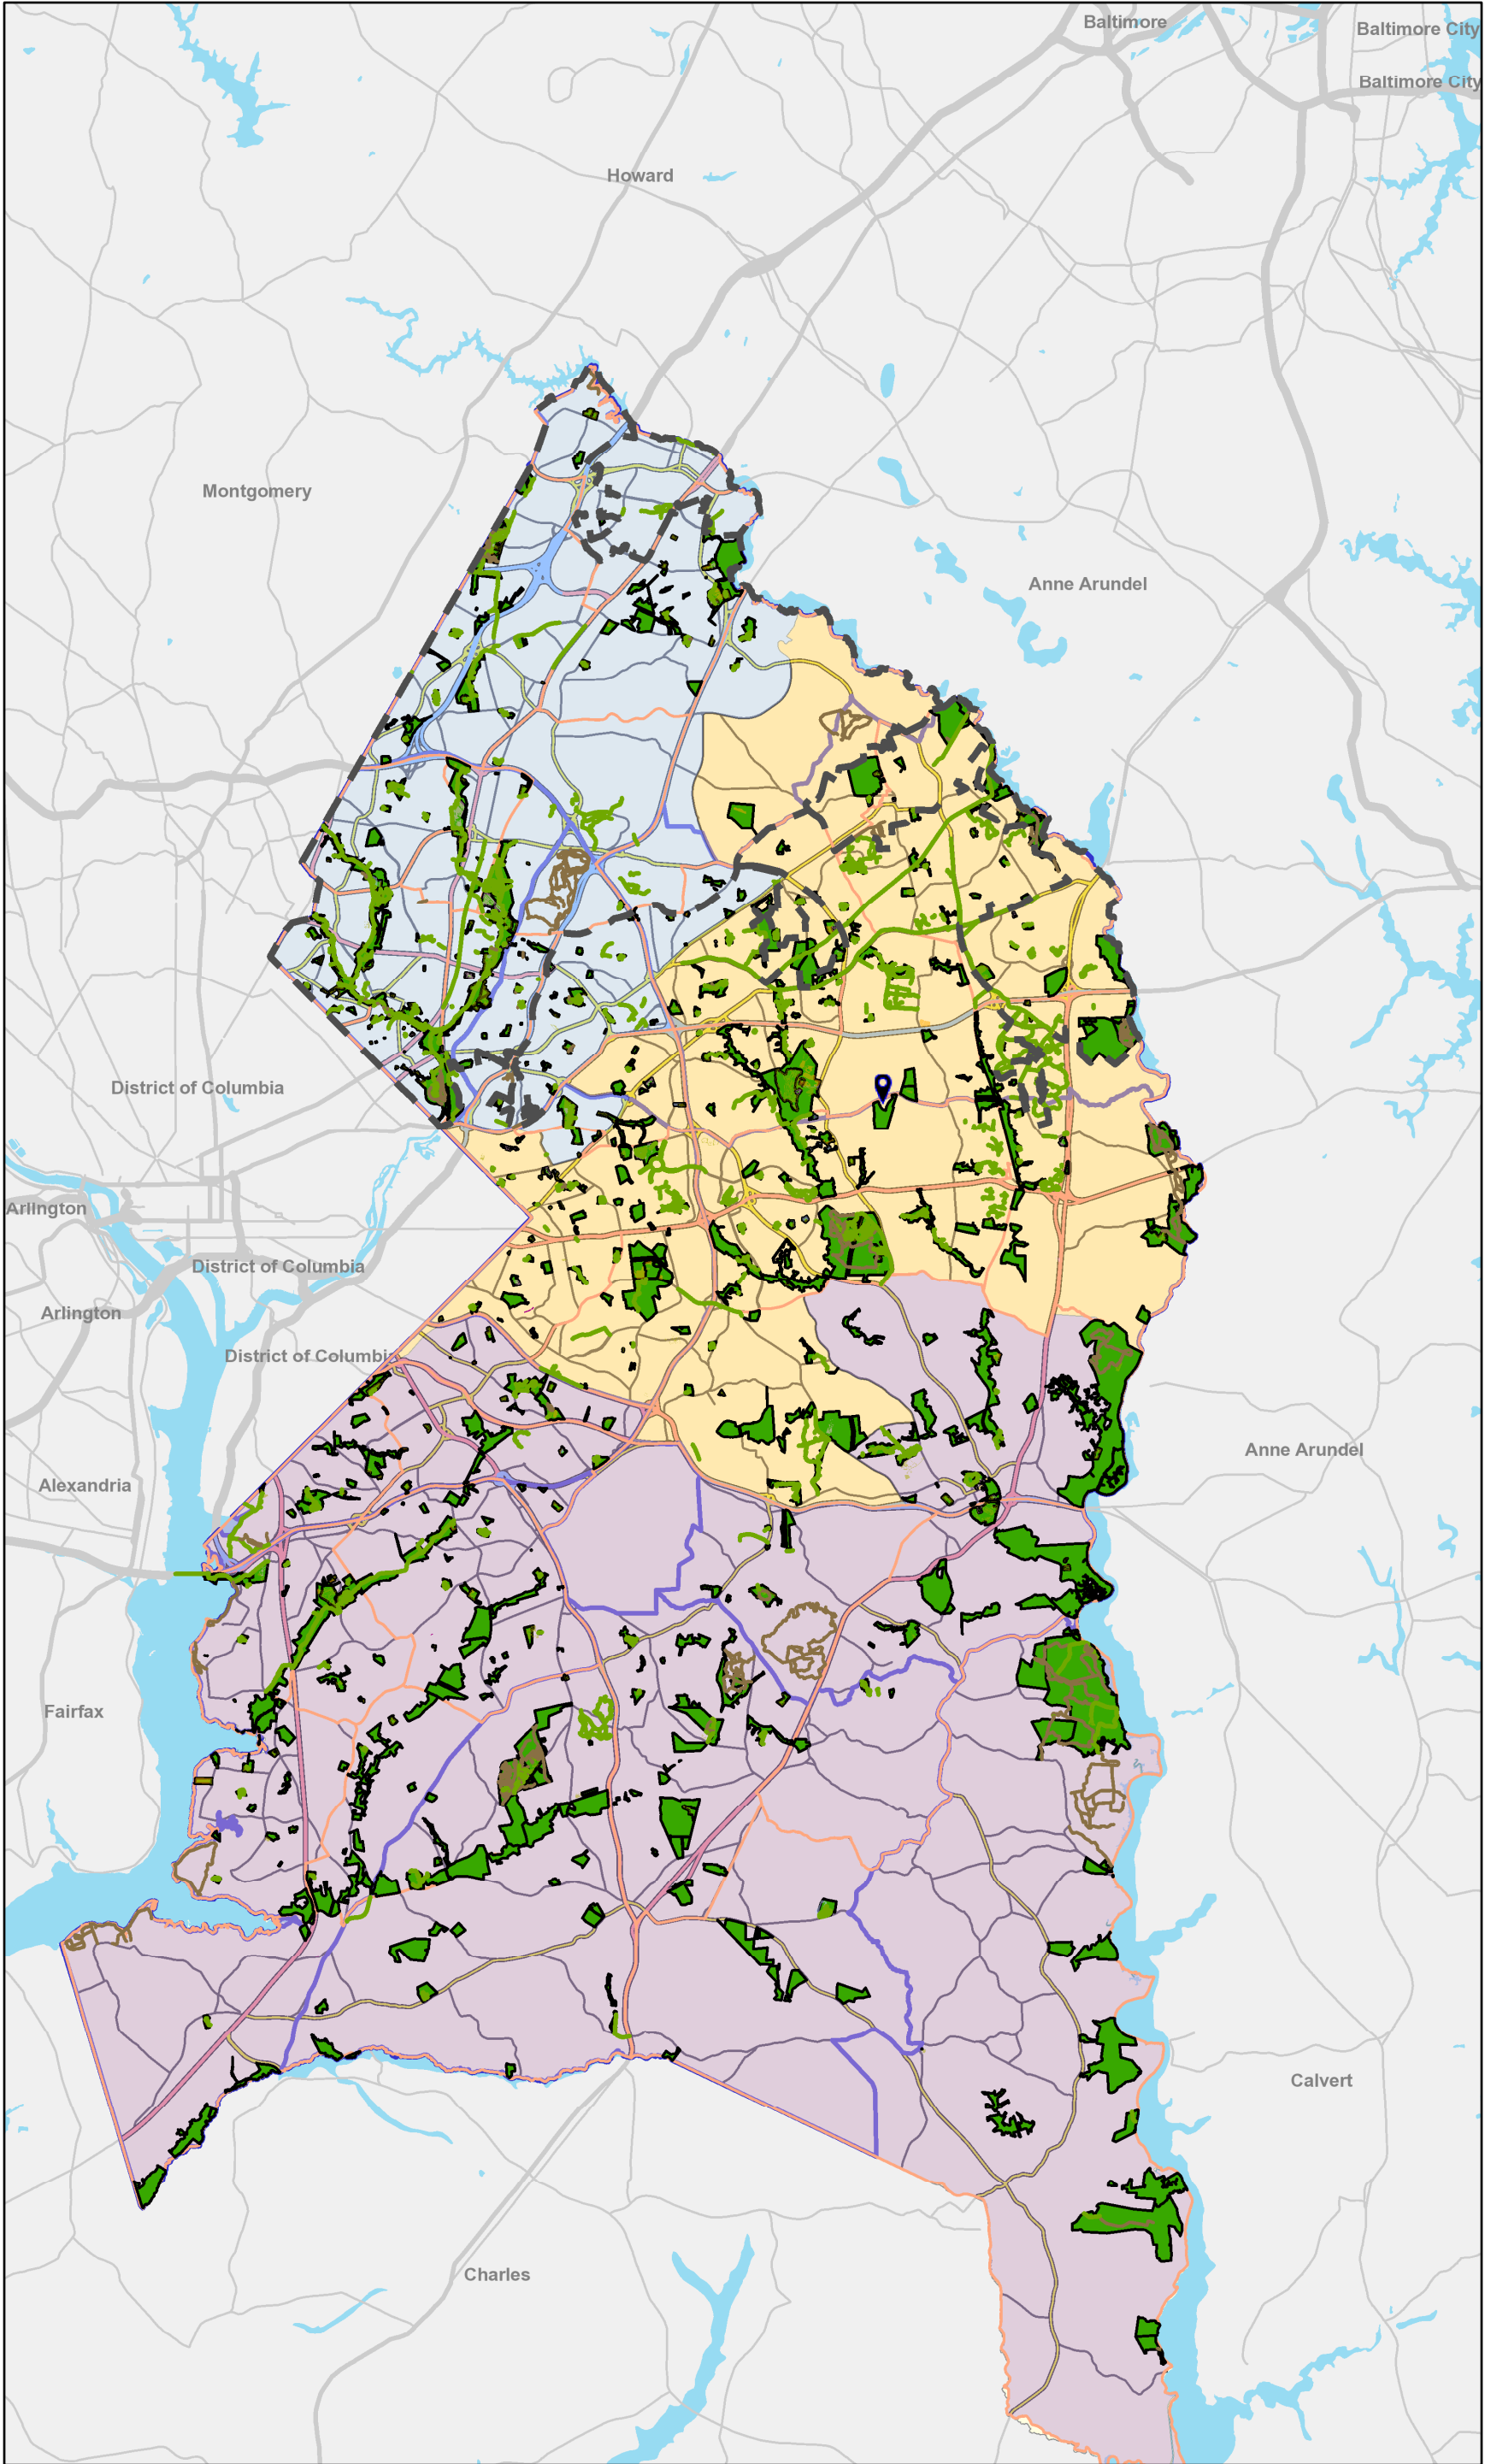 Baltimore
Baltimore City
Baltimore City
Howard
Montgomery
Anne Arundel
District of Columbia
Arlington
District of Columbia
Arlington
District of Columbia
Anne Arundel
Alexandria
Fairfax
Calvert
Charles